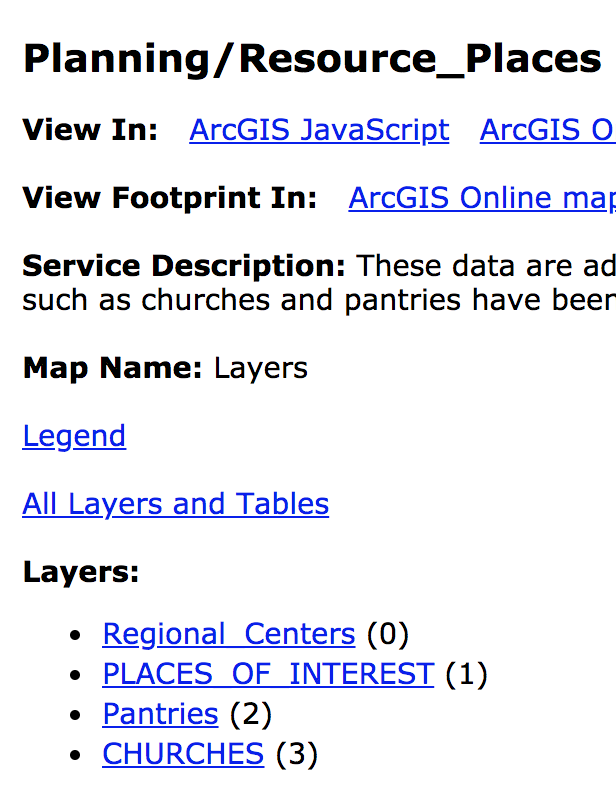 Planning/Resource_Places
View In: ArcGIS JavaScript ArcGIS O
View Footprint In: ArcGIS Online map
Service Description: These data are ad
such as churches and pantries have been
Map Name: Layers
Legend
All Layers and Tables
Layers:
• Regional_Centers (0)
• PLACES_OF_INTEREST (1)
• Pantries (2)
• CHURCHES (3)